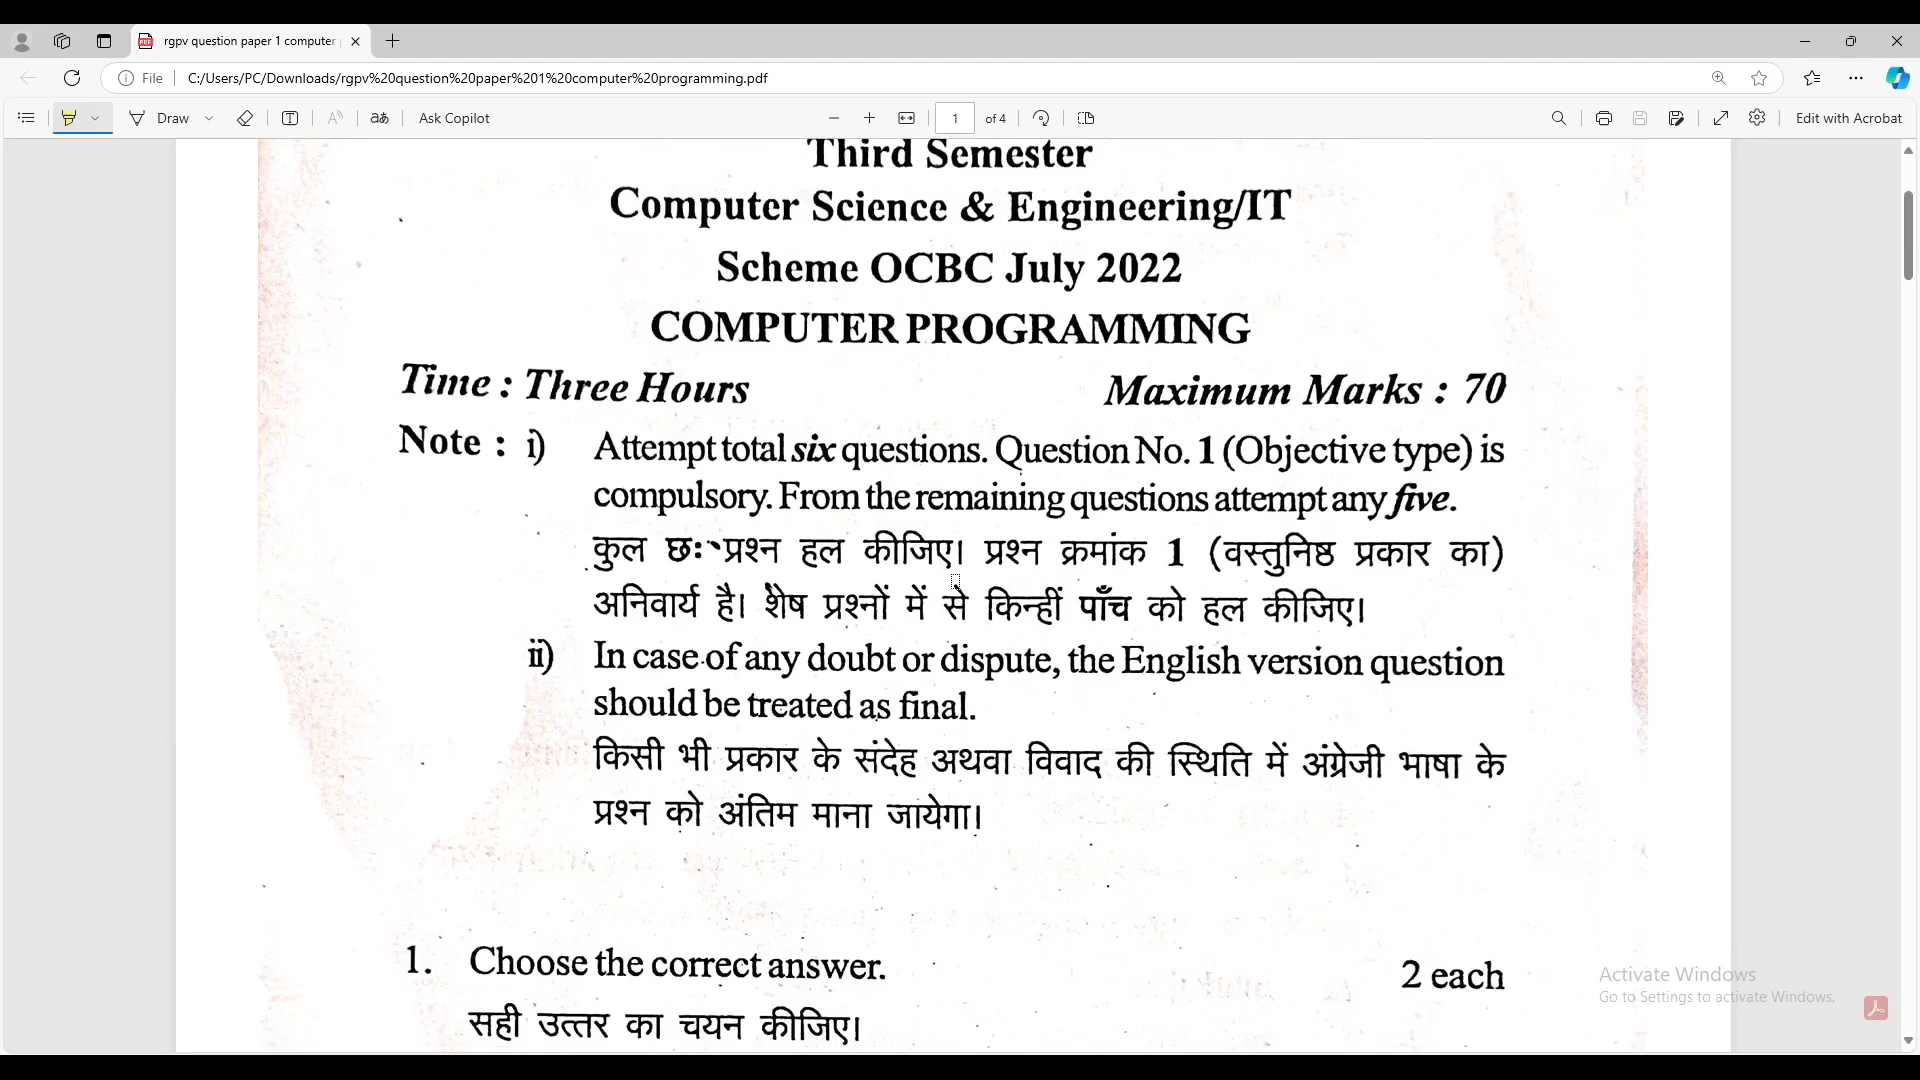 rgpv question paper 1 computer
File
C:/Users/PC/Downloads/rgpv%20question%20paper%201%20computer%20programming.pdf
Draw
aあ
Ask Copilot
1
of 4
Edit with Acrobat
Third Semester
Computer Science & Engineering/IT
Scheme OCBC July 2022
COMPUTER PROGRAMMING
Time : Three Hours
Maximum Marks : 70
Note : i) Attempt total six questions. Question No. 1 (Objective type) is
compulsory. From the remaining questions attempt any five.
कुल छः प्रश्न हल कीजिए। प्रश्न क्रमांक 1 (वस्तुनिष्ठ प्रकार का)
अनिवार्य है। शेष प्रश्नों में से किन्हीं पाँच को हल कीजिए।
ii) In case of any doubt or dispute, the English version question
should be treated as final.
किसी भी प्रकार के संदेह अथवा विवाद की स्थिति में अंग्रेजी भाषा के
प्रश्न को अंतिम माना जायेगा।
1. Choose the correct answer.
2 each
सही उत्तर का चयन कीजिए।
Activate Windows
Go to Settings to activate Windows.